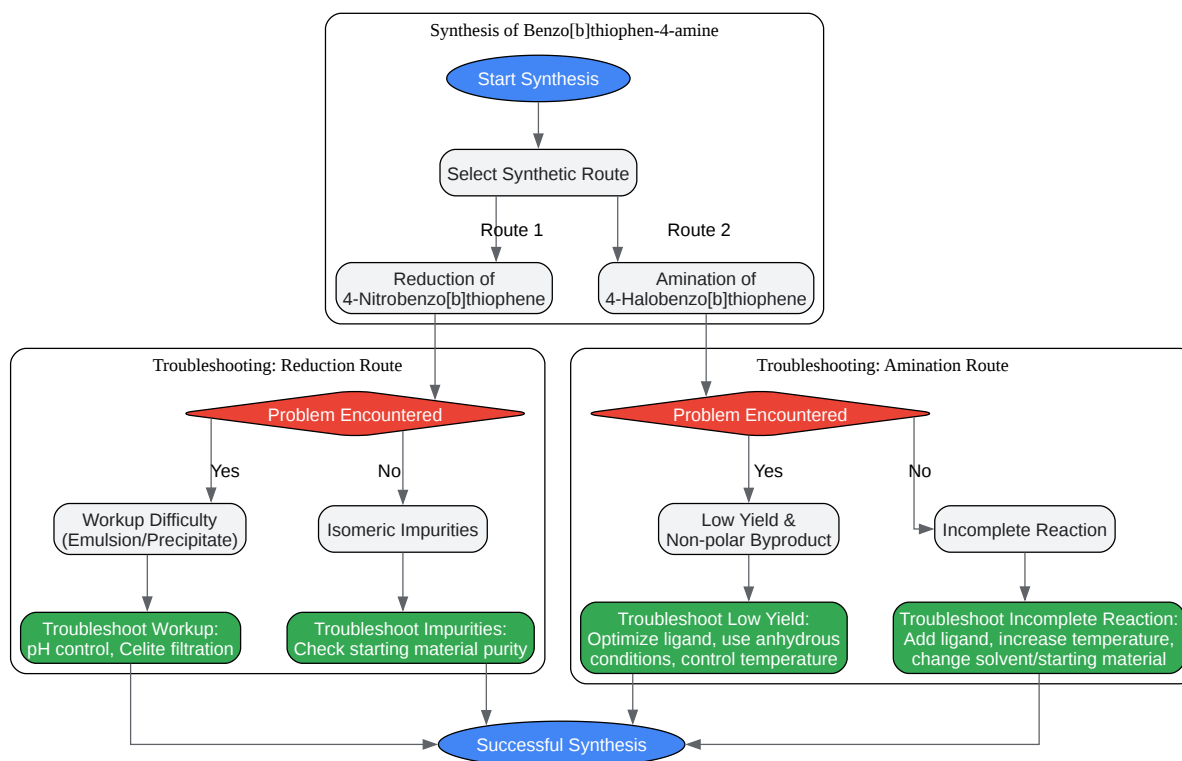 Synthesis of Benzo[b]thiophen-4-amine
Start Synthesis
Select Synthetic Route
Route 1
Route 2
Reduction of
4-Nitrobenzo[b]thiophene
Amination of
4-Halobenzo[b]thiophene
Troubleshooting: Reduction Route
Problem Encountered
Yes
No
Workup Difficulty
(Emulsion/Precipitate)
Isomeric Impurities
Troubleshoot Workup:
pH control, Celite filtration
Troubleshoot Impurities:
Check starting material purity
Troubleshooting: Amination Route
Problem Encountered
Yes
No
Low Yield &
Non-polar Byproduct
Incomplete Reaction
Troubleshoot Low Yield:
Optimize ligand, use anhydrous
conditions, control temperature
Troubleshoot Incomplete Reaction:
Add ligand, increase temperature,
change solvent/starting material
Successful Synthesis